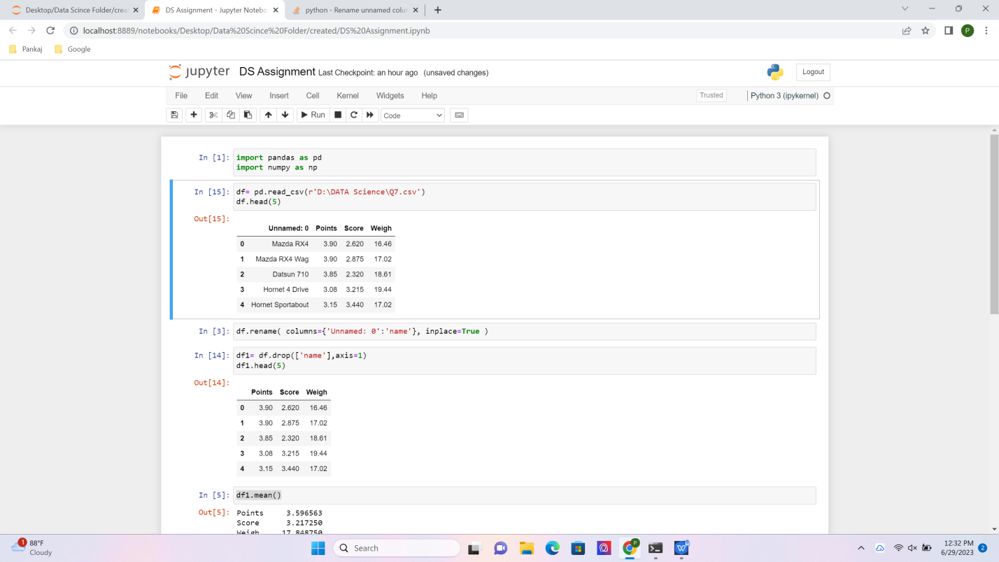 Desktop/Data Scince Folder/crea
DS Assignment - Jupyter Notebo
python - Rename unnamed colu
localhost:8889/notebooks/Desktop/Data%20Scince%20Folder/created/DS%20Assignment.ipynb
P
Pankaj
Google
jupyter DS Assignment Last Checkpoint: an hour ago (unsaved changes)
Logout
File Edit View Insert Cell Kernel Widgets Help
Trusted
Python 3 (ipykernel)
Run
Code
In [1]: import pandas as pd
import numpy as np
In [15]: df= pd.read_csv(r'D:\DATA Science\Q7.csv')
df.head(5)
Out[15]:
Unnamed: 0 Points Score Weigh
0 Mazda RX4 3.90 2.620 16.46
1 Mazda RX4 Wag 3.90 2.875 17.02
2 Datsun 710 3.85 2.320 18.61
3 Hornet 4 Drive 3.08 3.215 19.44
4 Hornet Sportabout 3.15 3.440 17.02
In [3]: df.rename( columns={'Unnamed: 0':'name'}, inplace=True )
In [14]: df1= df.drop(['name'],axis=1)
df1.head(5)
Out[14]:
Points Score Weigh
0 3.90 2.620 16.46
1 3.90 2.875 17.02
2 3.85 2.320 18.61
3 3.08 3.215 19.44
4 3.15 3.440 17.02
In [5]: df1.mean()
Out[5]: Points 3.596563
Score 3.217250
Weigh 17.848750
1
88°F
Cloudy
Search
P
12:32 PM
6/29/2023
2